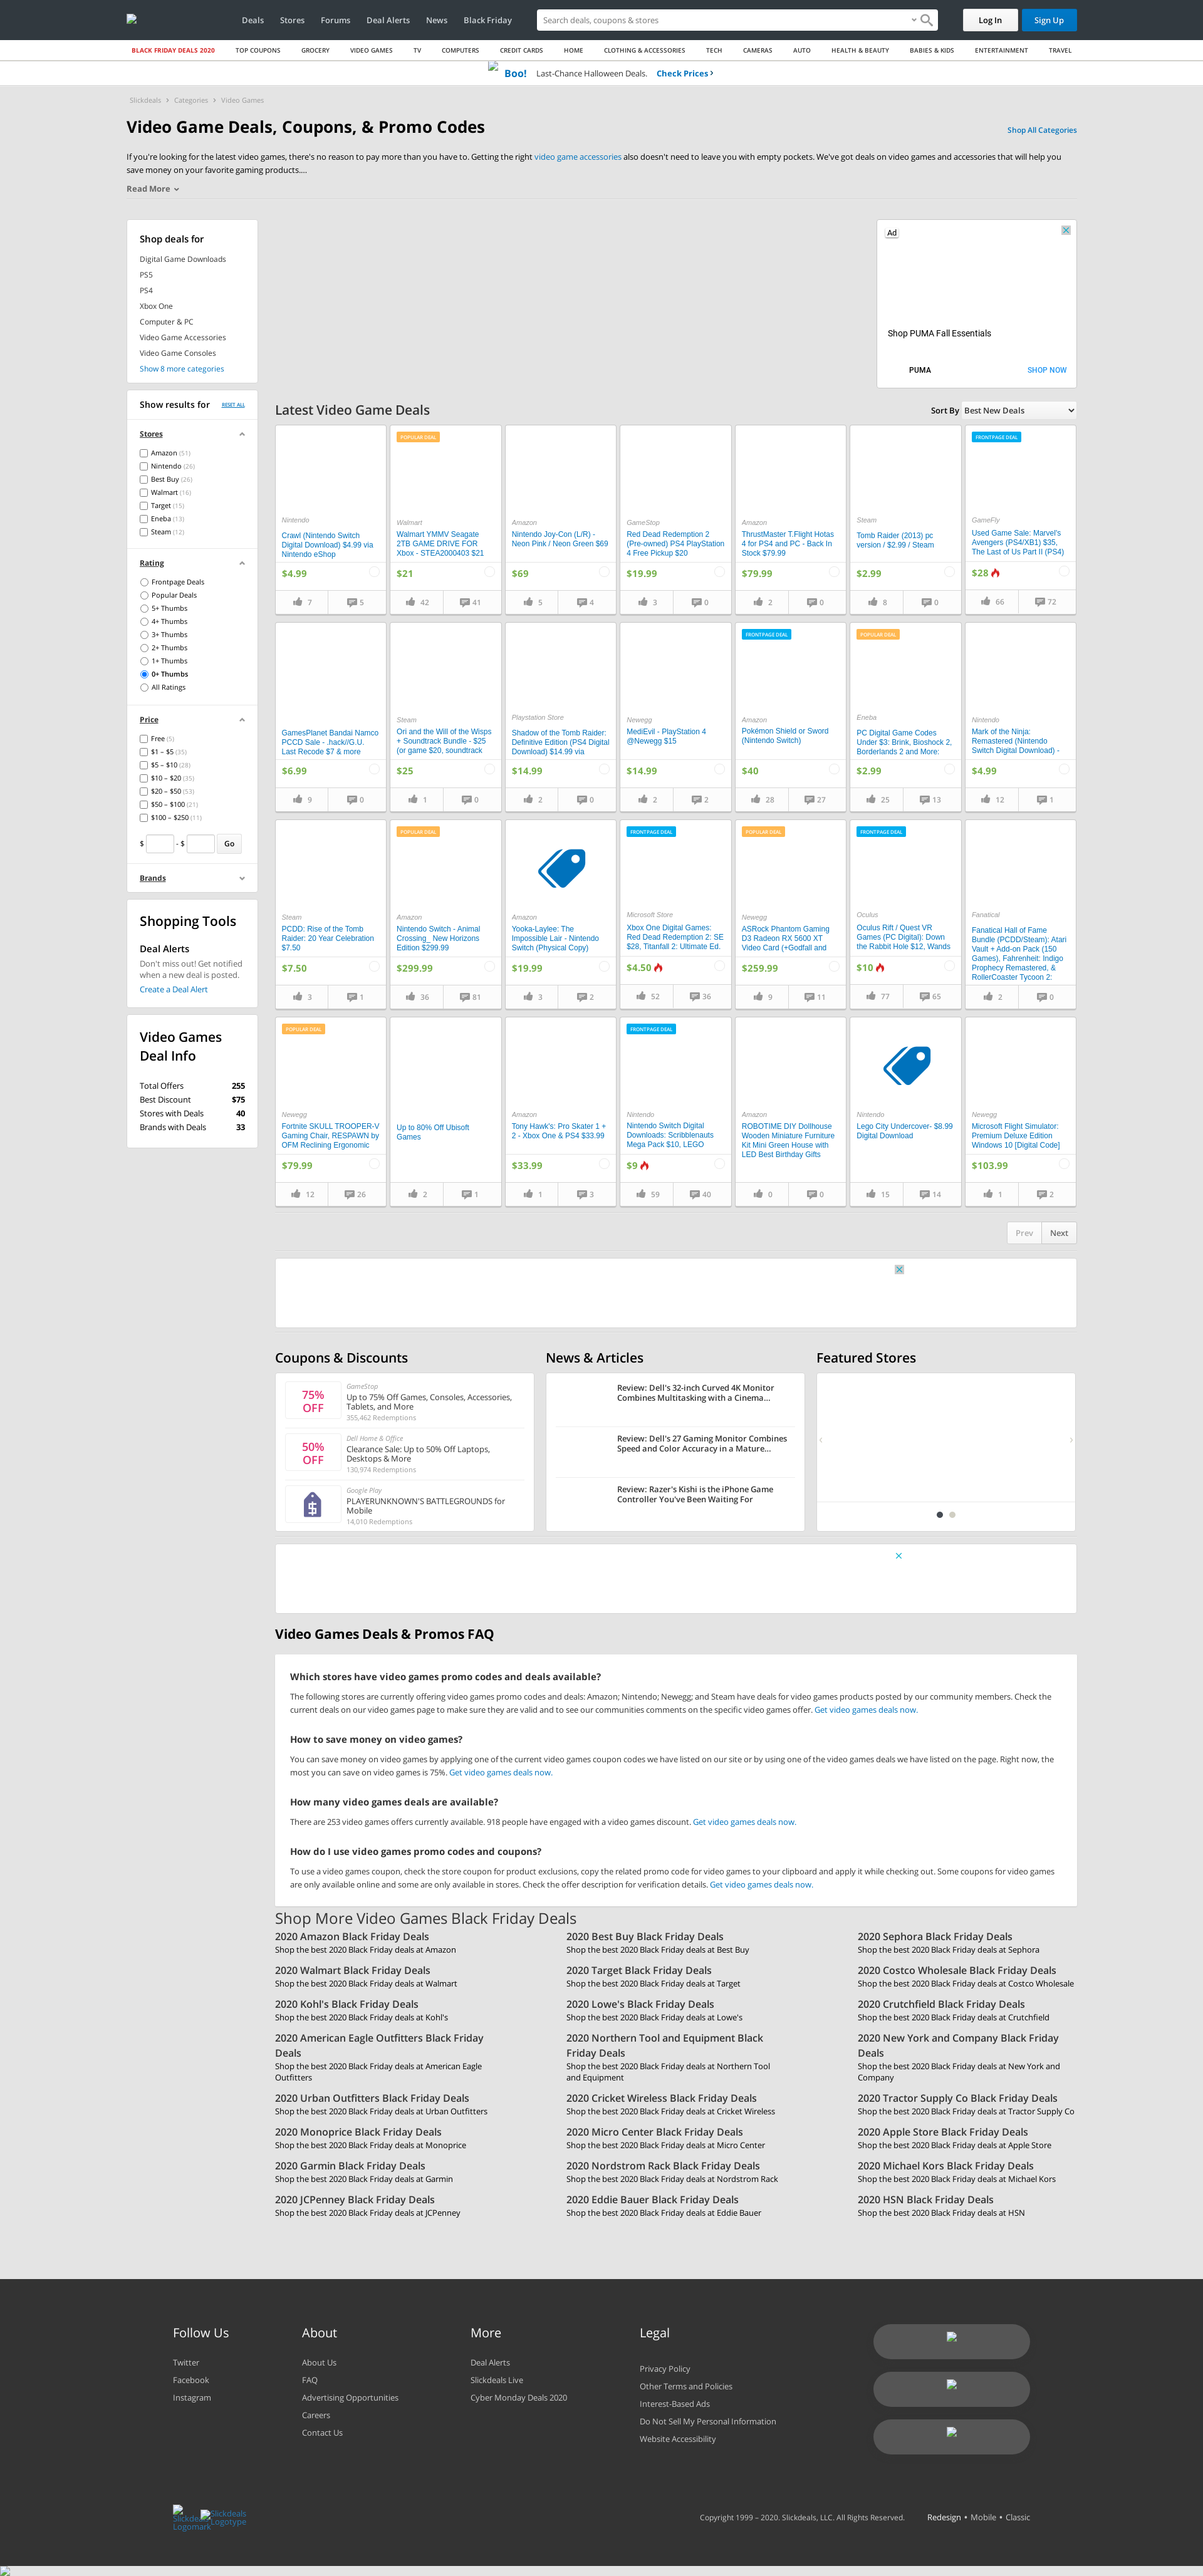 Deals Stores Forums Deal Alerts News Black Friday
Search deals, coupons & stores
Log In
Sign Up
BLACK FRIDAY DEALS 2020 TOP COUPONS GROCERY VIDEO GAMES TV COMPUTERS CREDIT CARDS HOME CLOTHING & ACCESSORIES TECH CAMERAS AUTO HEALTH & BEAUTY BABIES & KIDS ENTERTAINMENT TRAVEL
Boo! Last-Chance Halloween Deals. Check Prices
Slickdeals Categories Video Games
Video Game Deals, Coupons, & Promo Codes
Shop All Categories
If you're looking for the latest video games, there's no reason to pay more than you have to. Getting the right video game accessories also doesn't need to leave you with empty pockets. We've got deals on video games and accessories that will help you
save money on your favorite gaming products....
Read More
Shop deals for
Digital Game Downloads
PS5
PS4
Xbox One
Computer & PC
Video Game Accessories
Video Game Consoles
Show 8 more categories
Show results for RESET ALL
Stores
Amazon (51)
Nintendo (26)
Best Buy (26)
Walmart (16)
Target (15)
Eneba (13)
Steam (12)
Rating
Frontpage Deals
Popular Deals
5+ Thumbs
4+ Thumbs
3+ Thumbs
2+ Thumbs
1+ Thumbs
0+ Thumbs
All Ratings
Price
Free (5)
$1 – $5 (35)
$5 – $10 (28)
$10 – $20 (35)
$20 – $50 (53)
$50 – $100 (21)
$100 – $250 (11)
$ - $ Go
Brands
Shopping Tools
Deal Alerts
Don't miss out! Get notified
when a new deal is posted.
Create a Deal Alert
Video Games
Deal Info
Total Offers 255
Best Discount $75
Stores with Deals 40
Brands with Deals 33
Ad
Shop PUMA Fall Essentials
PUMA SHOP NOW
Latest Video Game Deals
Sort By Best New Deals
Nintendo
Crawl (Nintendo Switch
Digital Download) $4.99 via
Nintendo eShop
$4.99
7 5
POPULAR DEAL
Walmart
Walmart YMMV Seagate
2TB GAME DRIVE FOR
Xbox - STEA2000403 $21
$21
42 41
Amazon
Nintendo Joy-Con (L/R) -
Neon Pink / Neon Green $69
$69
5 4
GameStop
Red Dead Redemption 2
(Pre-owned) PS4 PlayStation
4 Free Pickup $20
$19.99
3 0
Amazon
ThrustMaster T.Flight Hotas
4 for PS4 and PC - Back In
Stock $79.99
$79.99
2 0
Steam
Tomb Raider (2013) pc
version / $2.99 / Steam
$2.99
8 0
FRONTPAGE DEAL
GameFly
Used Game Sale: Marvel's
Avengers (PS4/XB1) $35,
The Last of Us Part II (PS4)
$28
66 72
GamesPlanet Bandai Namco
PCCD Sale - .hack//G.U.
Last Recode $7 & more
$6.99
9 0
Steam
Ori and the Will of the Wisps
+ Soundtrack Bundle - $25
(or game $20, soundtrack
$25
1 0
Playstation Store
Shadow of the Tomb Raider:
Definitive Edition (PS4 Digital
Download) $14.99 via
$14.99
2 0
Newegg
MediEvil - PlayStation 4
@Newegg $15
$14.99
2 2
FRONTPAGE DEAL
Amazon
Pokémon Shield or Sword
(Nintendo Switch)
$40
28 27
POPULAR DEAL
Eneba
PC Digital Game Codes
Under $3: Brink, Bioshock 2,
Borderlands 2 and More:
$2.99
25 13
Nintendo
Mark of the Ninja:
Remastered (Nintendo
Switch Digital Download) -
$4.99
12 1
Steam
PCDD: Rise of the Tomb
Raider: 20 Year Celebration
$7.50
$7.50
3 1
POPULAR DEAL
Amazon
Nintendo Switch - Animal
Crossing_ New Horizons
Edition $299.99
$299.99
36 81
Amazon
Yooka-Laylee: The
Impossible Lair - Nintendo
Switch (Physical Copy)
$19.99
3 2
FRONTPAGE DEAL
Microsoft Store
Xbox One Digital Games:
Red Dead Redemption 2: SE
$28, Titanfall 2: Ultimate Ed.
$4.50
52 36
POPULAR DEAL
Newegg
ASRock Phantom Gaming
D3 Radeon RX 5600 XT
Video Card (+Godfall and
$259.99
9 11
FRONTPAGE DEAL
Oculus
Oculus Rift / Quest VR
Games (PC Digital): Down
the Rabbit Hole $12, Wands
$10
77 65
Fanatical
Fanatical Hall of Fame
Bundle (PCDD/Steam): Atari
Vault + Add-on Pack (150
Games), Fahrenheit: Indigo
Prophecy Remastered, &
RollerCoaster Tycoon 2:
2 0
POPULAR DEAL
Newegg
Fortnite SKULL TROOPER-V
Gaming Chair, RESPAWN by
OFM Reclining Ergonomic
$79.99
12 26
Up to 80% Off Ubisoft
Games
2 1
Amazon
Tony Hawk's: Pro Skater 1 +
2 - Xbox One & PS4 $33.99
$33.99
1 3
FRONTPAGE DEAL
Nintendo
Nintendo Switch Digital
Downloads: Scribblenauts
Mega Pack $10, LEGO
$9
59 40
Amazon
ROBOTIME DIY Dollhouse
Wooden Miniature Furniture
Kit Mini Green House with
LED Best Birthday Gifts
0 0
Nintendo
Lego City Undercover- $8.99
Digital Download
15 14
Newegg
Microsoft Flight Simulator:
Premium Deluxe Edition
Windows 10 [Digital Code]
$103.99
1 2
Prev Next
Coupons & Discounts
75%
OFF
GameStop
Up to 75% Off Games, Consoles, Accessories,
Tablets, and More
355,462 Redemptions
50%
OFF
Dell Home & Office
Clearance Sale: Up to 50% Off Laptops,
Desktops & More
130,974 Redemptions
Google Play
PLAYERUNKNOWN'S BATTLEGROUNDS for
Mobile
14,010 Redemptions
News & Articles
Review: Dell's 32-inch Curved 4K Monitor
Combines Multitasking with a Cinema...
Review: Dell's 27 Gaming Monitor Combines
Speed and Color Accuracy in a Mature...
Review: Razer's Kishi is the iPhone Game
Controller You've Been Waiting For
Featured Stores
Video Games Deals & Promos FAQ
Which stores have video games promo codes and deals available?
The following stores are currently offering video games promo codes and deals: Amazon; Nintendo; Newegg; and Steam have deals for video games products posted by our community members. Check the
current deals on our video games page to make sure they are valid and to see our communities comments on the specific video games offer. Get video games deals now.
How to save money on video games?
You can save money on video games by applying one of the current video games coupon codes we have listed on our site or by using one of the video games deals we have listed on the page. Right now, the
most you can save on video games is 75%. Get video games deals now.
How many video games deals are available?
There are 253 video games offers currently available. 918 people have engaged with a video games discount. Get video games deals now.
How do I use video games promo codes and coupons?
To use a video games coupon, check the store coupon for product exclusions, copy the related promo code for video games to your clipboard and apply it while checking out. Some coupons for video games
are only available online and some are only available in stores. Check the offer description for verification details. Get video games deals now.
Shop More Video Games Black Friday Deals
2020 Amazon Black Friday Deals
Shop the best 2020 Black Friday deals at Amazon
2020 Best Buy Black Friday Deals
Shop the best 2020 Black Friday deals at Best Buy
2020 Sephora Black Friday Deals
Shop the best 2020 Black Friday deals at Sephora
2020 Walmart Black Friday Deals
Shop the best 2020 Black Friday deals at Walmart
2020 Target Black Friday Deals
Shop the best 2020 Black Friday deals at Target
2020 Costco Wholesale Black Friday Deals
Shop the best 2020 Black Friday deals at Costco Wholesale
2020 Kohl's Black Friday Deals
Shop the best 2020 Black Friday deals at Kohl's
2020 Lowe's Black Friday Deals
Shop the best 2020 Black Friday deals at Lowe's
2020 Crutchfield Black Friday Deals
Shop the best 2020 Black Friday deals at Crutchfield
2020 American Eagle Outfitters Black Friday
Deals
Shop the best 2020 Black Friday deals at American Eagle
Outfitters
2020 Northern Tool and Equipment Black
Friday Deals
Shop the best 2020 Black Friday deals at Northern Tool
and Equipment
2020 New York and Company Black Friday
Deals
Shop the best 2020 Black Friday deals at New York and
Company
2020 Urban Outfitters Black Friday Deals
Shop the best 2020 Black Friday deals at Urban Outfitters
2020 Cricket Wireless Black Friday Deals
Shop the best 2020 Black Friday deals at Cricket Wireless
2020 Tractor Supply Co Black Friday Deals
Shop the best 2020 Black Friday deals at Tractor Supply Co
2020 Monoprice Black Friday Deals
Shop the best 2020 Black Friday deals at Monoprice
2020 Micro Center Black Friday Deals
Shop the best 2020 Black Friday deals at Micro Center
2020 Apple Store Black Friday Deals
Shop the best 2020 Black Friday deals at Apple Store
2020 Garmin Black Friday Deals
Shop the best 2020 Black Friday deals at Garmin
2020 Nordstrom Rack Black Friday Deals
Shop the best 2020 Black Friday deals at Nordstrom Rack
2020 Michael Kors Black Friday Deals
Shop the best 2020 Black Friday deals at Michael Kors
2020 JCPenney Black Friday Deals
Shop the best 2020 Black Friday deals at JCPenney
2020 Eddie Bauer Black Friday Deals
Shop the best 2020 Black Friday deals at Eddie Bauer
2020 HSN Black Friday Deals
Shop the best 2020 Black Friday deals at HSN
Follow Us
Twitter
Facebook
Instagram
About
About Us
FAQ
Advertising Opportunities
Careers
Contact Us
More
Deal Alerts
Slickdeals Live
Cyber Monday Deals 2020
Legal
Privacy Policy
Other Terms and Policies
Interest-Based Ads
Do Not Sell My Personal Information
Website Accessibility
Slickdeals
Logomark
Slickdeals
Logotype
Copyright 1999 – 2020. Slickdeals, LLC. All Rights Reserved.
Redesign • Mobile • Classic